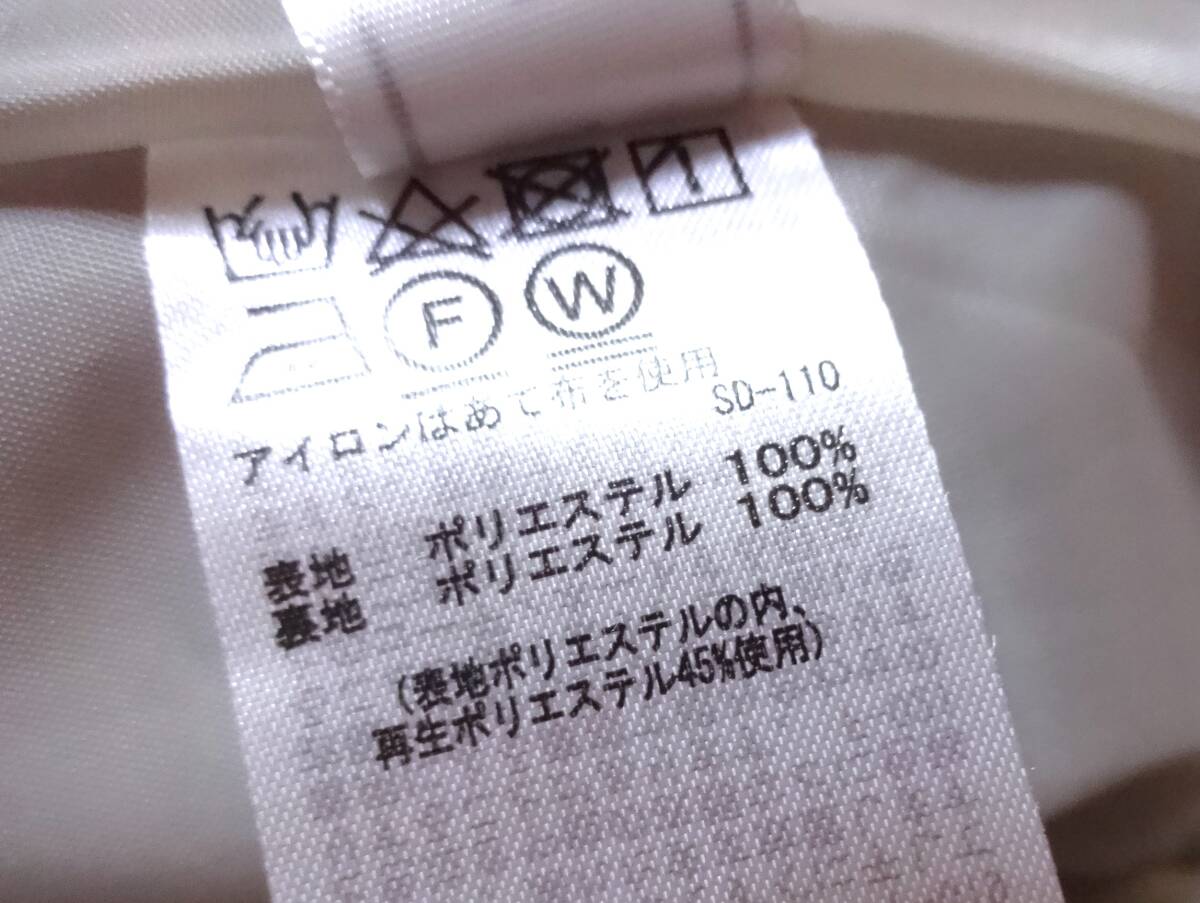 F W
アイロンはあて布を使用
SD-110
表地 ポリエステル 100%
裏地 ポリエステル 100%
(表地ポリエステルの内、
再生ポリエステル45%使用)